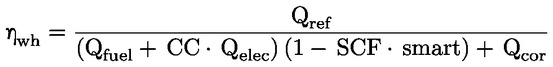 η_wh = Q_ref / ((Q_fuel + CC · Q_elec) (1 − SCF · smart) + Q_cor)